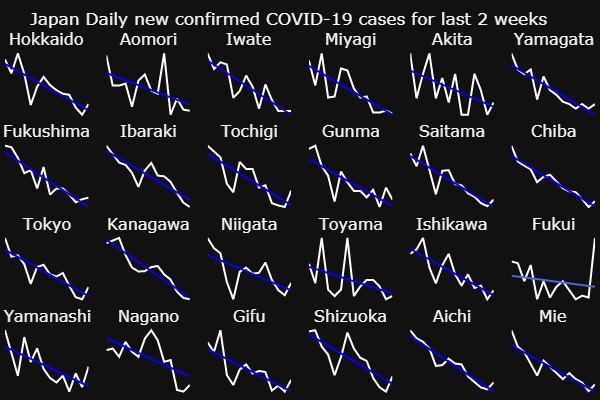 Japan Daily new confirmed COVID-19 cases for last 2 weeks
Hokkaido Aomori Iwate Miyagi Akita Yamagata
Fukushima Ibaraki Tochigi Gunma Saitama Chiba
Tokyo Kanagawa Niigata Toyama Ishikawa Fukui
Yamanashi Nagano Gifu Shizuoka Aichi Mie